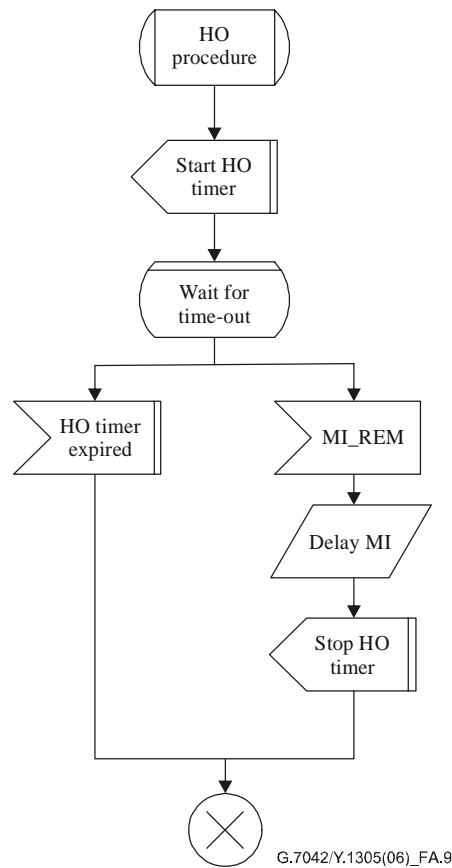 HO
procedure
Start HO
timer
Wait for
time-out
HO timer
expired
MI_REM
Delay MI
Stop HO
timer
G.7042/Y.1305(06)_FA.9